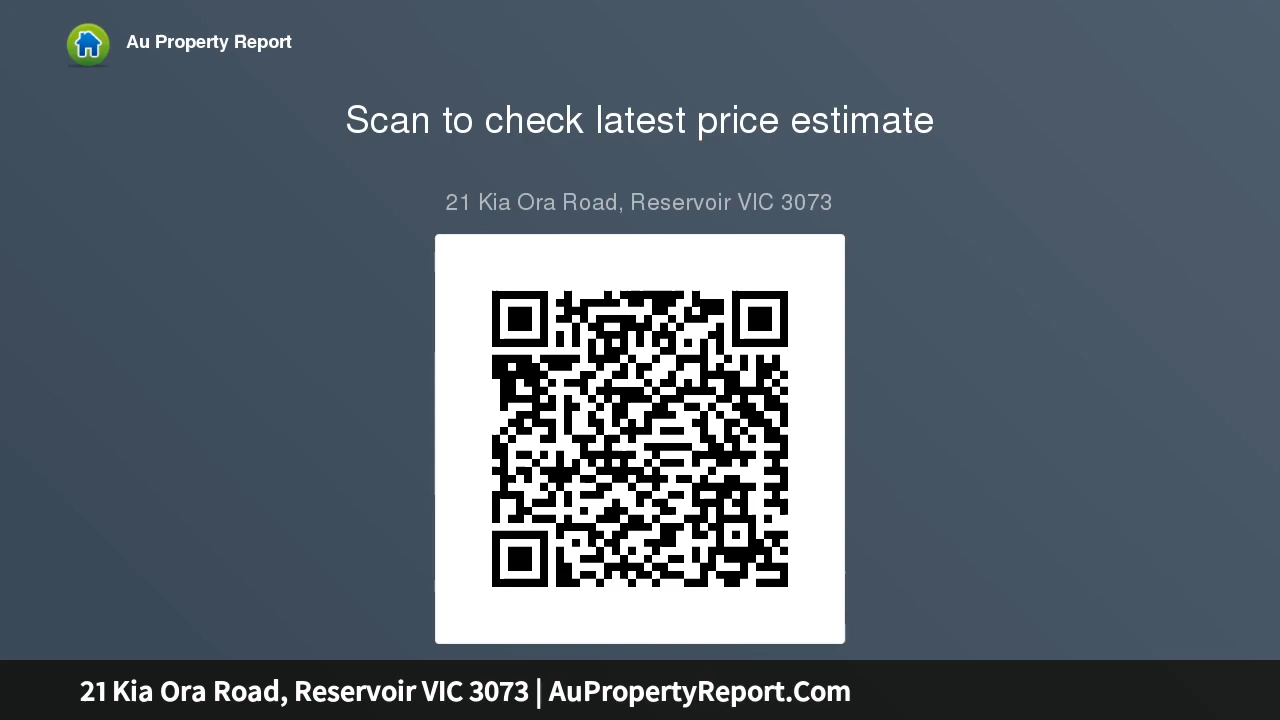 Au Property Report
Scan to check latest price estimate
21 Kia Ora Road, Reservoir VIC 3073
21 Kia Ora Road, Reservoir VIC 3073 | AuPropertyReport.Com